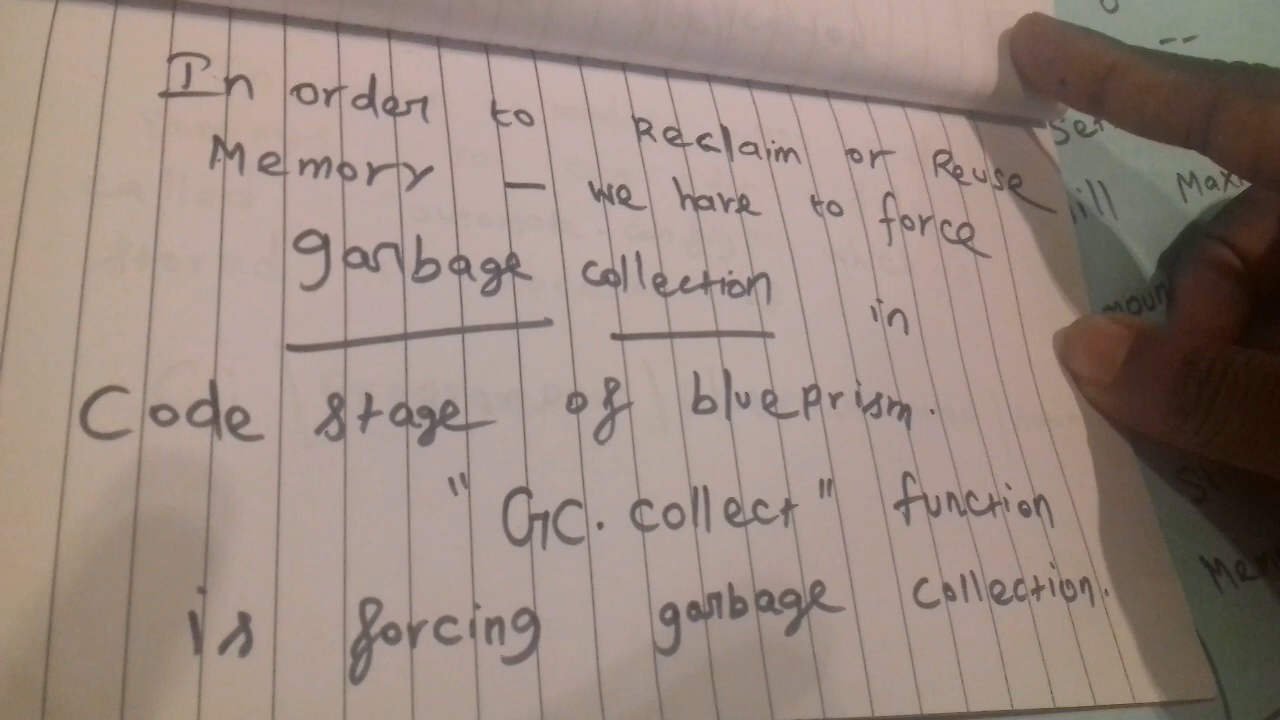 In order to Reclaim or Reuse
Memory — we have to force
garbage collection in
Code stage of blueprism.
"GC. collect" function
is forcing garbage collection.
ill